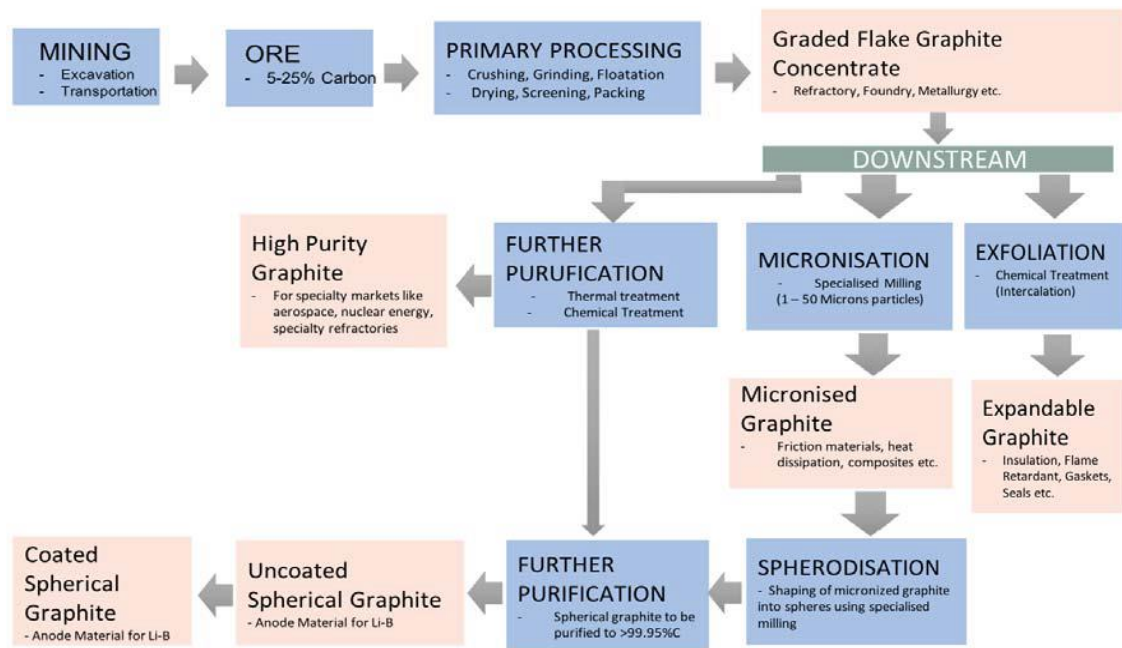 MINING
- Excavation
- Transportation
ORE
- 5-25% Carbon
PRIMARY PROCESSING
- Crushing, Grinding, Floatation
- Drying, Screening, Packing
Graded Flake Graphite
Concentrate
- Refractory, Foundry, Metallurgy etc.
DOWNSTREAM
High Purity
Graphite
- For specialty markets like
aerospace, nuclear energy,
specialty refractories
FURTHER
PURUFICATION
- Thermal treatment
- Chemical Treatment
MICRONISATION
- Specialised Milling
(1 – 50 Microns particles)
EXFOLIATION
- Chemical Treatment
(Intercalation)
Micronised
Graphite
- Friction materials, heat
dissipation, composites etc.
Expandable
Graphite
- Insulation, Flame
Retardant, Gaskets,
Seals etc.
Coated
Spherical
Graphite
- Anode Material for Li-B
Uncoated
Spherical Graphite
- Anode Material for Li-B
FURTHER
PURIFICATION
- Spherical graphite to be
purified to >99.95%C
SPHERODISATION
- Shaping of micronized graphite
into spheres using specialised
milling